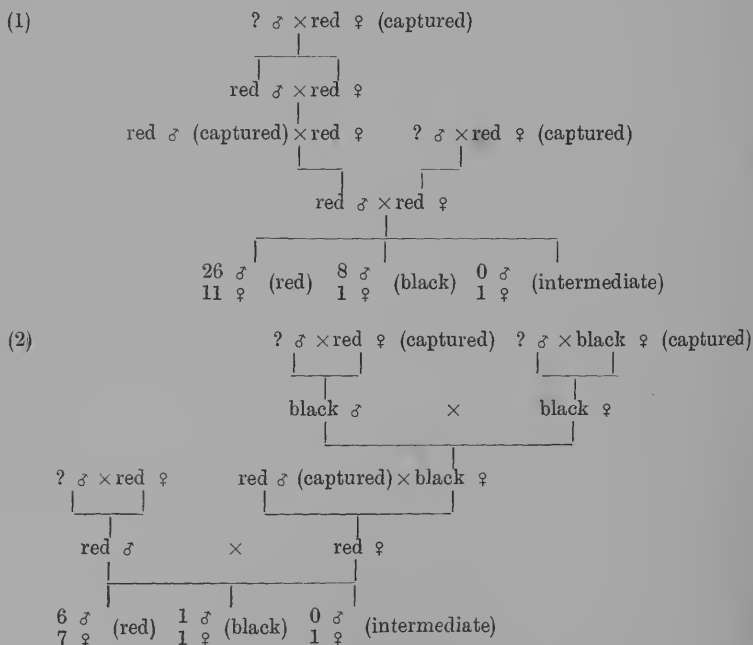 (1) ? ♂ × red ♀ (captured)
red ♂ × red ♀
red ♂ (captured) × red ♀ ? ♂ × red ♀ (captured)
red ♂ × red ♀
26 ♂ 8 ♂ 0 ♂
(red) (black) (intermediate)
11 ♀ 1 ♀ 1 ♀
(2) ? ♂ × red ♀ (captured) ? ♂ × black ♀ (captured)
black ♂ × black ♀
? ♂ × red ♀ red ♂ (captured) × black ♀
red ♂ × red ♀
6 ♂ 1 ♂ 0 ♂
(red) (black) (intermediate)
7 ♀ 1 ♀ 1 ♀